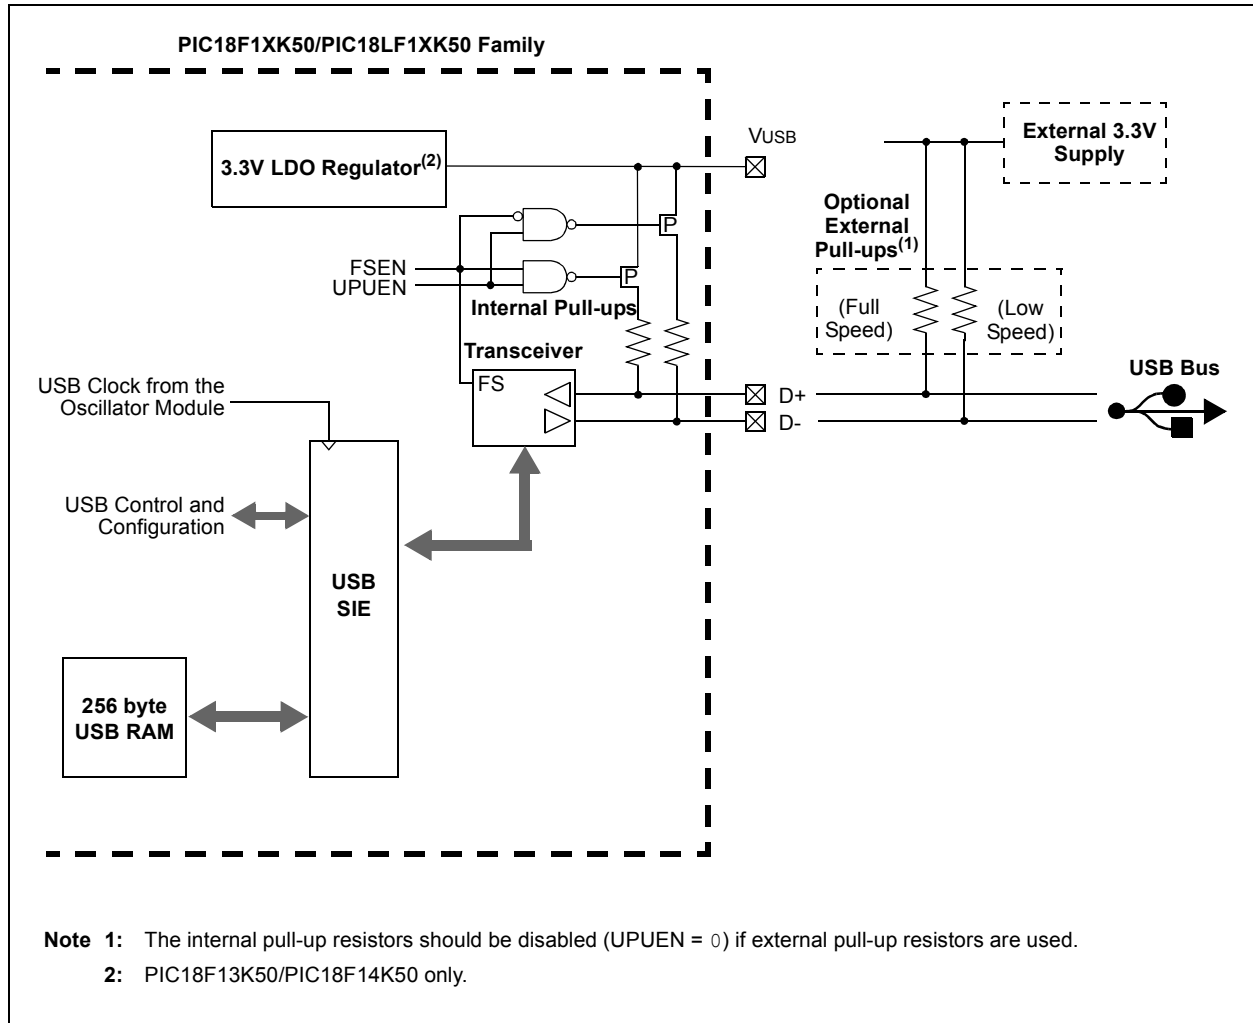 PIC18F1XK50/PIC18LF1XK50 Family
3.3V LDO Regulator(2)
VUSB
External 3.3V
Supply
Optional
External
Pull-ups(1)
P
FSEN
UPUEN
P
Internal Pull-ups
(Full
Speed)
(Low
Speed)
Transceiver
FS
USB Clock from the
Oscillator Module
D+
D-
USB Bus
USB Control and
Configuration
USB
SIE
256 byte
USB RAM
Note 1: The internal pull-up resistors should be disabled (UPUEN = 0) if external pull-up resistors are used.
2: PIC18F13K50/PIC18F14K50 only.